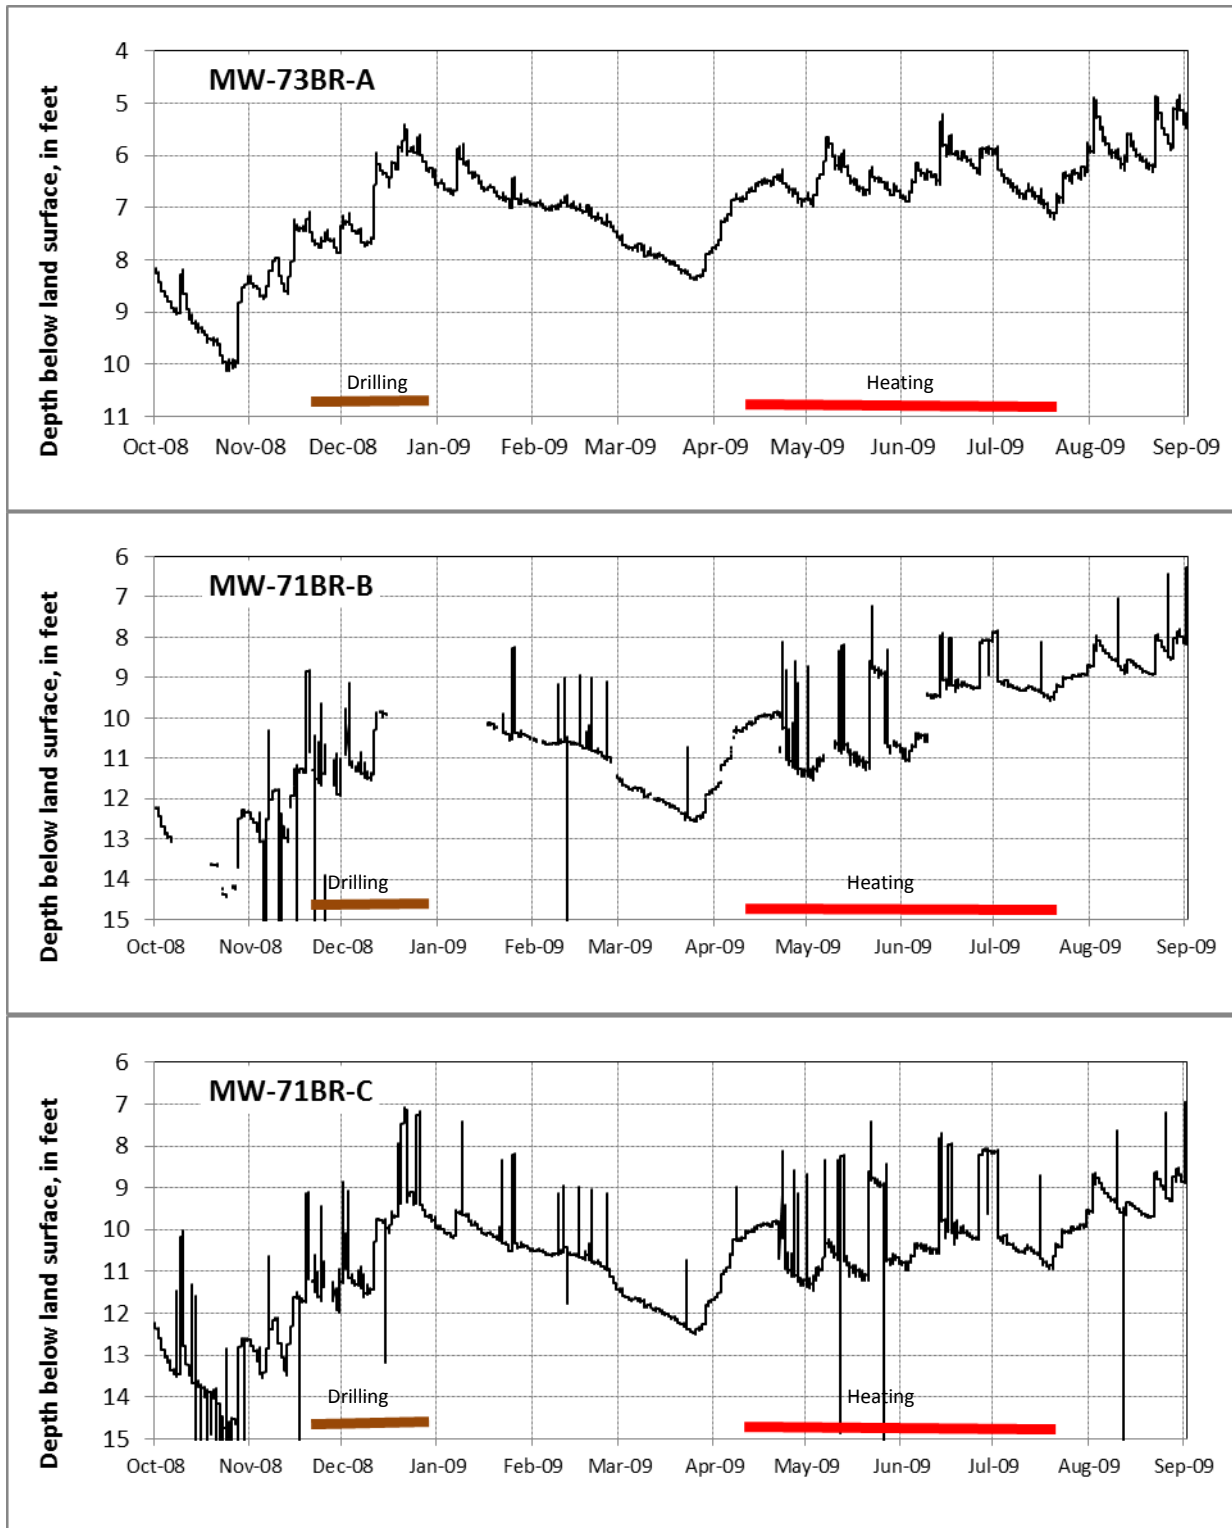 MW-73BR-A
Depth below land surface, in feet
4
5
6
7
8
9
10
11
Drilling
Heating
Oct-08 Nov-08 Dec-08 Jan-09 Feb-09 Mar-09 Apr-09 May-09 Jun-09 Jul-09 Aug-09 Sep-09
MW-71BR-B
Depth below land surface, in feet
6
7
8
9
10
11
12
13
14
15
Drilling
Heating
Oct-08 Nov-08 Dec-08 Jan-09 Feb-09 Mar-09 Apr-09 May-09 Jun-09 Jul-09 Aug-09 Sep-09
MW-71BR-C
Depth below land surface, in feet
6
7
8
9
10
11
12
13
14
15
Drilling
Heating
Oct-08 Nov-08 Dec-08 Jan-09 Feb-09 Mar-09 Apr-09 May-09 Jun-09 Jul-09 Aug-09 Sep-09